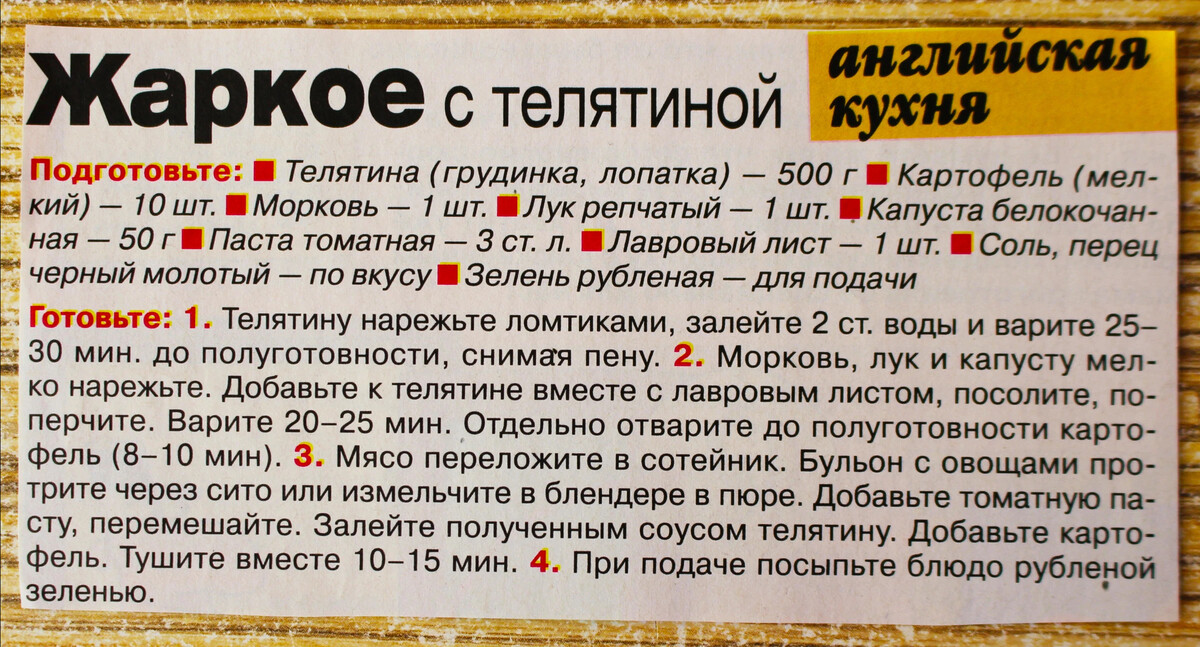 Жаркое с телятиной
английская
кухня
Подготовьте: ■ Телятина (грудинка, лопатка) – 500 г ■ Картофель (мел-
кий) – 10 шт. ■ Морковь – 1 шт. ■ Лук репчатый – 1 шт. ■ Капуста белокочан-
ная – 50 г ■ Паста томатная – 3 ст. л. ■ Лавровый лист – 1 шт. ■ Соль, перец
черный молотый – по вкусу ■ Зелень рубленая – для подачи
Готовьте: 1. Телятину нарежьте ломтиками, залейте 2 ст. воды и варите 25–
30 мин. до полуготовности, снимая пену. 2. Морковь, лук и капусту мел-
ко нарежьте. Добавьте к телятине вместе с лавровым листом, посолите, по-
перчите. Варите 20–25 мин. Отдельно отварите до полуготовности карто-
фель (8–10 мин). 3. Мясо переложите в сотейник. Бульон с овощами про-
трите через сито или измельчите в блендере в пюре. Добавьте томатную па-
сту, перемешайте. Залейте полученным соусом телятину. Добавьте карто-
фель. Тушите вместе 10–15 мин. 4. При подаче посыпьте блюдо рубленой
зеленью.